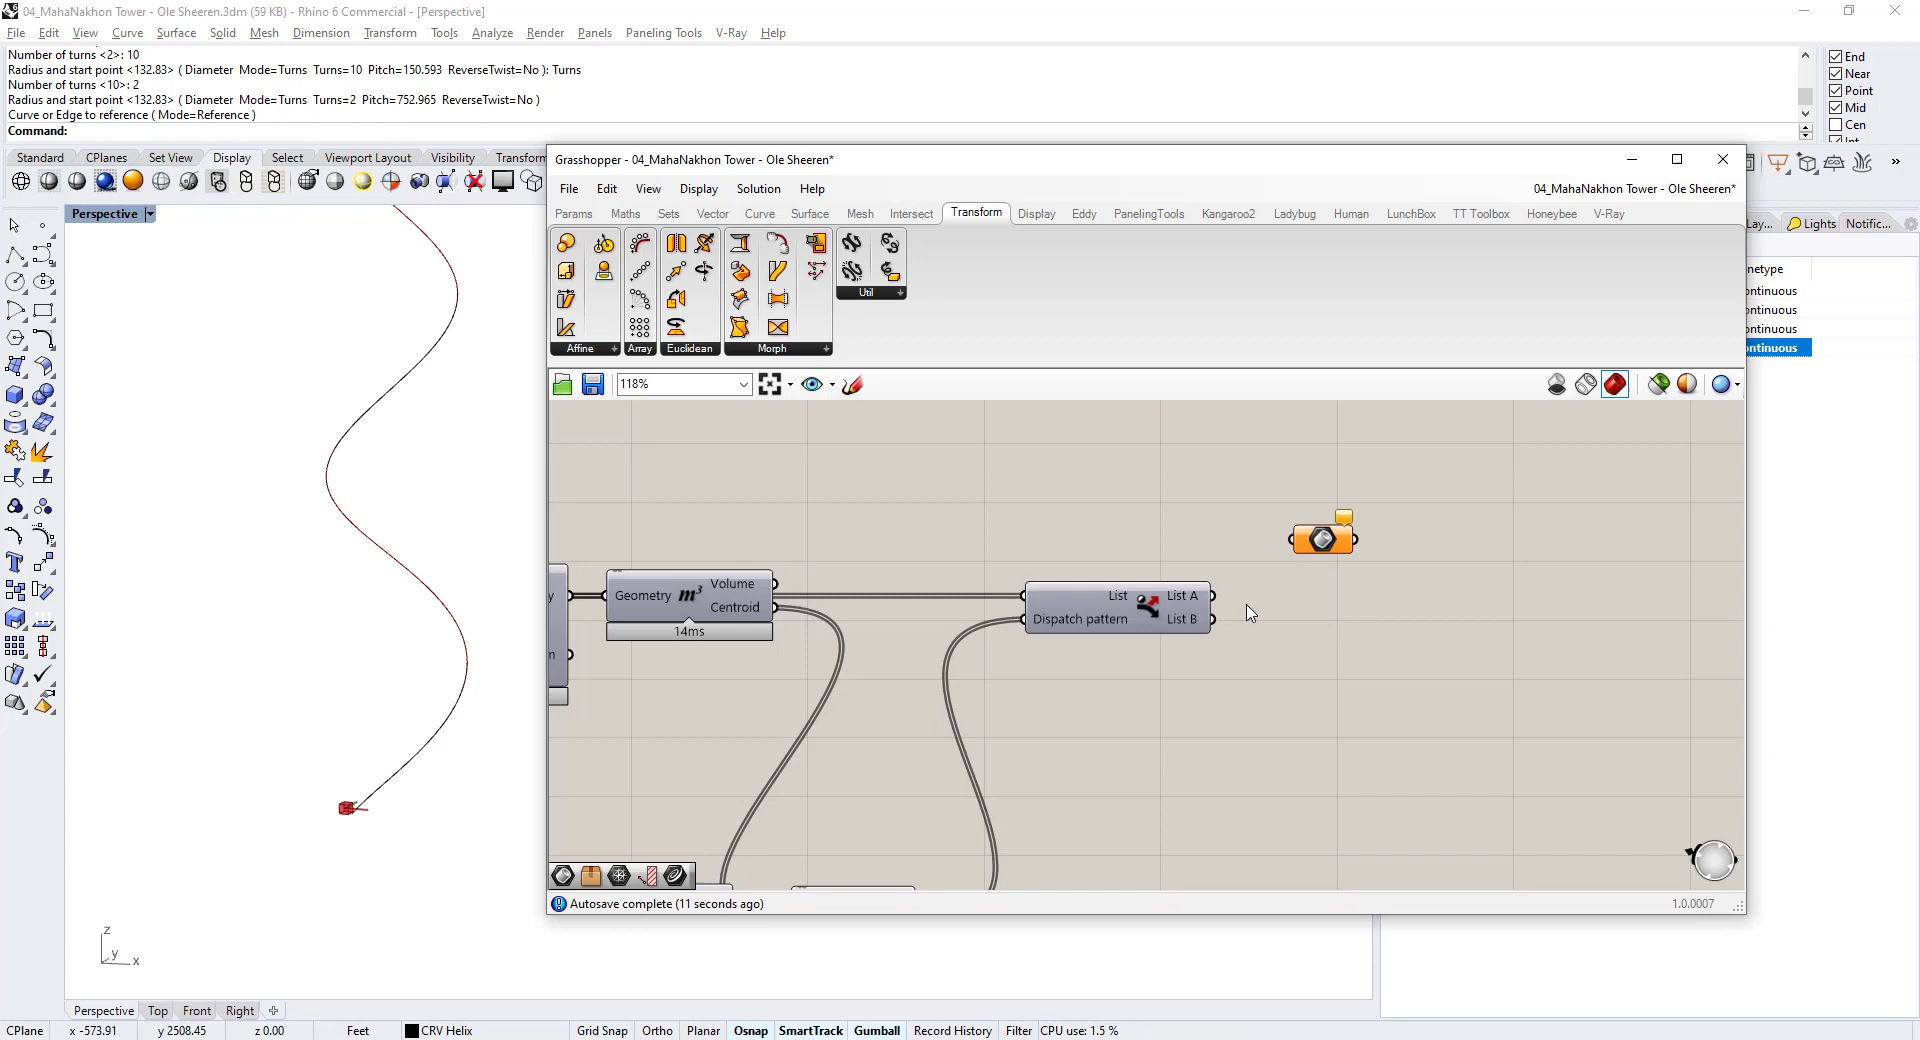 04_MahaNakhon Tower - Ole Sheeren.3dm (59 KB) - Rhino 6 Commercial - [Perspective]
File Edit View Curve Surface Solid Mesh Dimension Transform Tools Analyze Render Panels Paneling Tools V-Ray Help
Number of turns <2>: 10
Radius and start point <132.83> ( Diameter Mode=Turns Turns=10 Pitch=150.593 ReverseTwist=No ): Turns
Number of turns <10>: 2
Radius and start point <132.83> ( Diameter Mode=Turns Turns=2 Pitch=752.965 ReverseTwist=No )
Curve or Edge to reference ( Mode=Reference )
Command:
End
Near
Point
Mid
Cen
Standard CPlanes Set View Display Select Viewport Layout Visibility Transform
Perspective
Grasshopper - 04_MahaNakhon Tower - Ole Sheeren*
File Edit View Display Solution Help 04_MahaNakhon Tower - Ole Sheeren*
Params Maths Sets Vector Curve Surface Mesh Intersect Transform Display Eddy PanelingTools Kangaroo2 Ladybug Human LunchBox TT Toolbox Honeybee V-Ray
Util
Affine Array Euclidean Morph
118%
Lay... Lights Notific...
netype
ontinuous
ontinuous
ontinuous
ontinuous
Geometry m³ Volume
Centroid
14ms
y
m
List List A
Dispatch pattern List B
Autosave complete (11 seconds ago) 1.0.0007
z
y
x
Perspective Top Front Right
CPlane x -573.91 y 2508.45 z 0.00 Feet CRV Helix Grid Snap Ortho Planar Osnap SmartTrack Gumball Record History Filter CPU use: 1.5 %